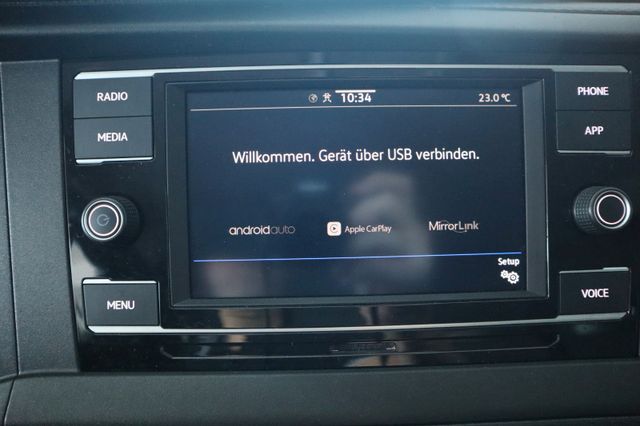 RADIO
MEDIA
MENU
10:34
23.0 °C
Willkommen. Gerät über USB verbinden.
androidauto
Apple CarPlay
MirrorLink
Setup
PHONE
APP
VOICE